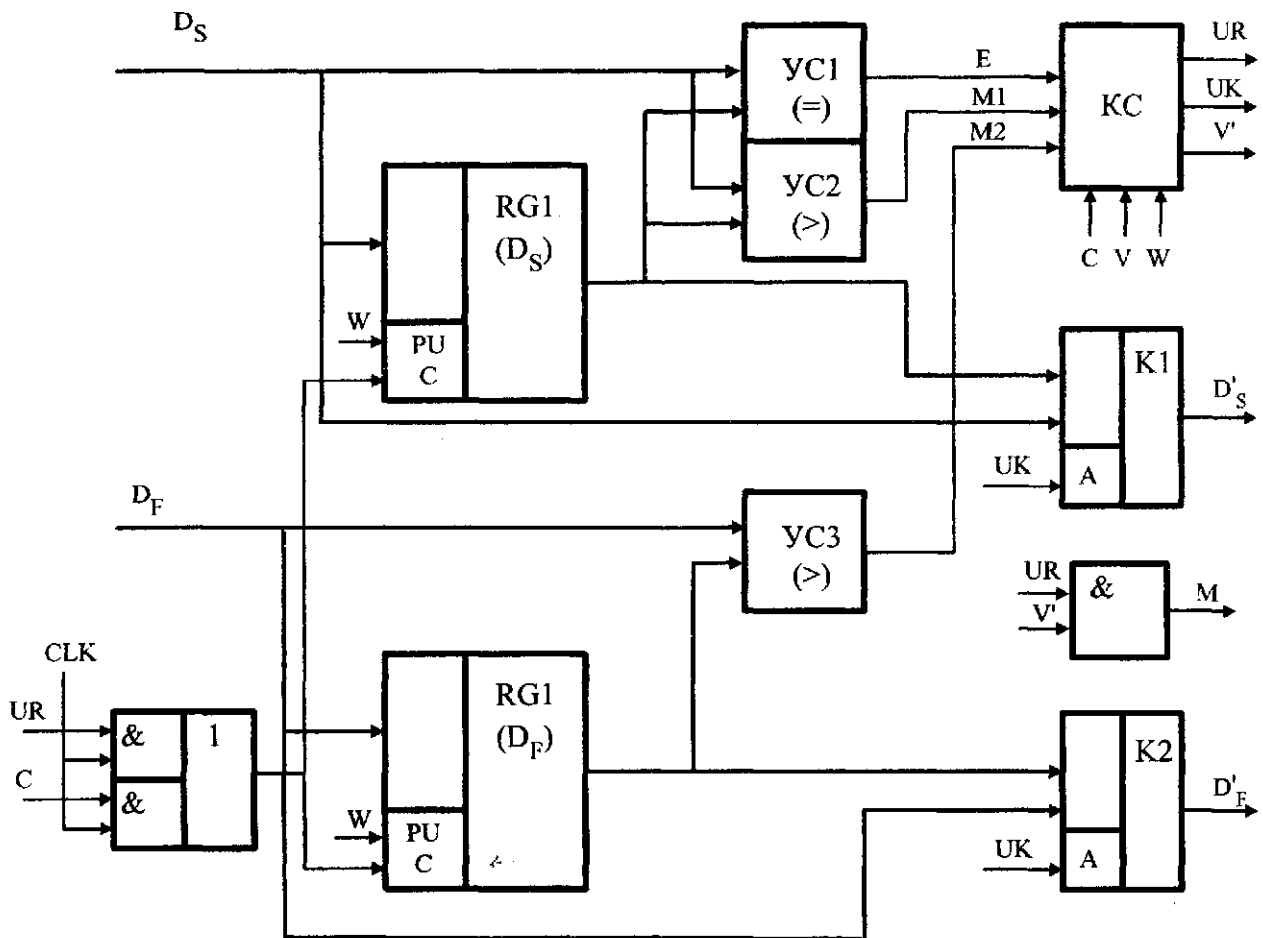 D_S
УС1
(=)
E
M1
M2
КС
UR
UK
V'
C V W
УС2
(>)
RG1
(D_S)
W
PU
C
K1
D'_S
UK
A
D_F
УС3
(>)
UR
V'
&
M
CLK
UR
C
&
&
1
RG1
(D_F)
W
PU
C
K2
D'_F
UK
A